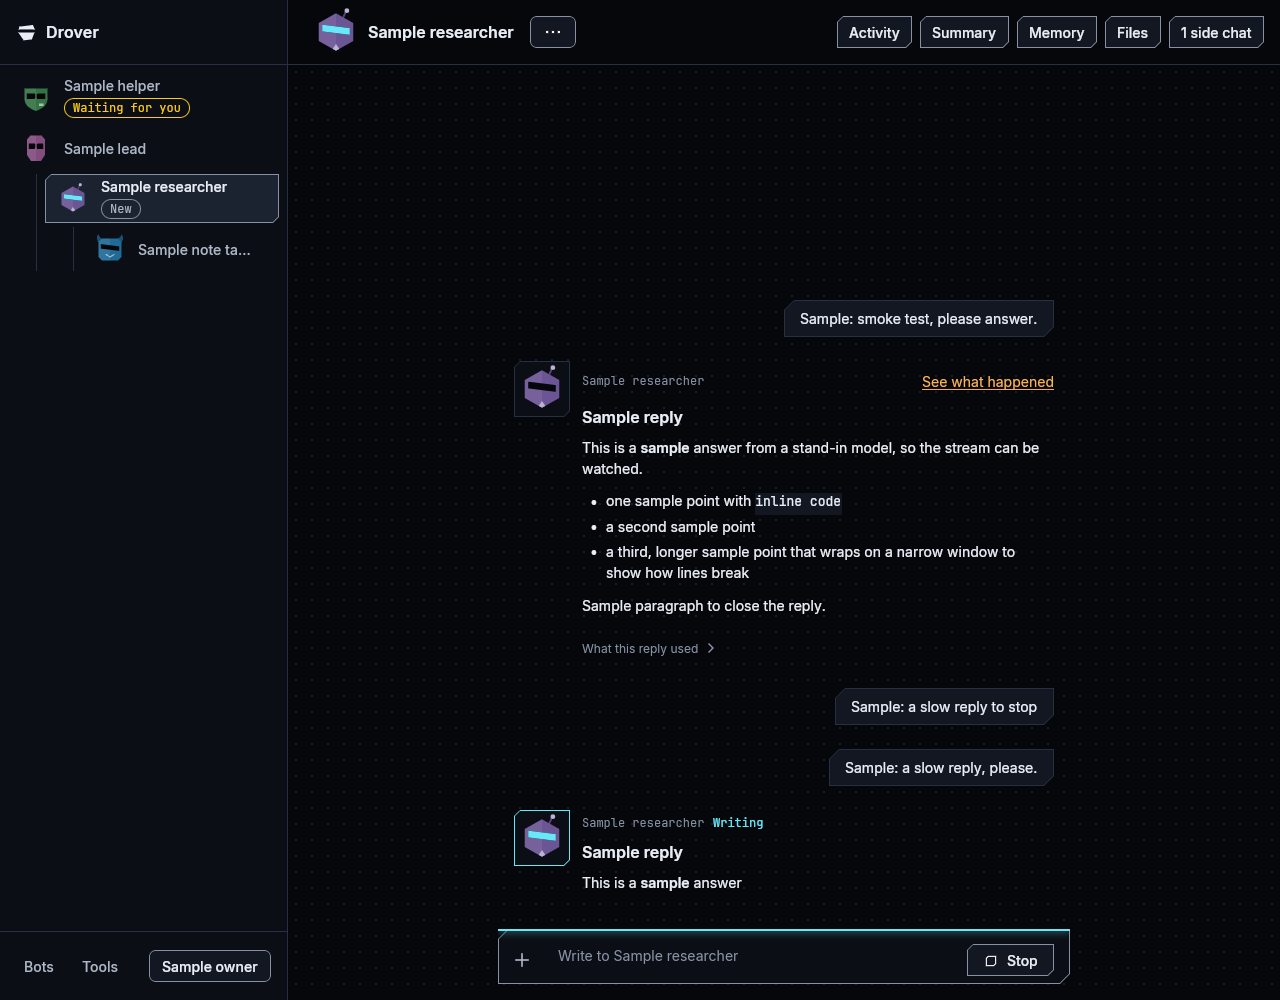 Drover
Sample researcher
...
Activity
Summary
Memory
Files
1 side chat
Sample helper
Waiting for you
Sample lead
Sample researcher
New
Sample note ta...
Sample: smoke test, please answer.
Sample researcher
See what happened
Sample reply
This is a sample answer from a stand-in model, so the stream can be
watched.
• one sample point with inline code
• a second sample point
• a third, longer sample point that wraps on a narrow window to
show how lines break
Sample paragraph to close the reply.
What this reply used
Sample: a slow reply to stop
Sample: a slow reply, please.
Sample researcher Writing
Sample reply
This is a sample answer
Write to Sample researcher
Stop
Bots
Tools
Sample owner